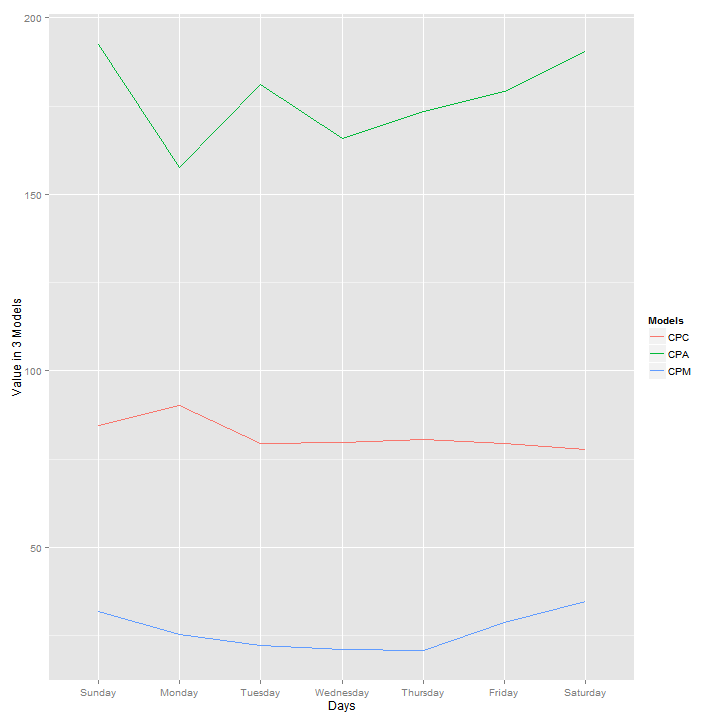 200
150
100
50
Value in 3 Models
Sunday Monday Tuesday Wednesday Thursday Friday Saturday
Days
Models
CPC
CPA
CPM